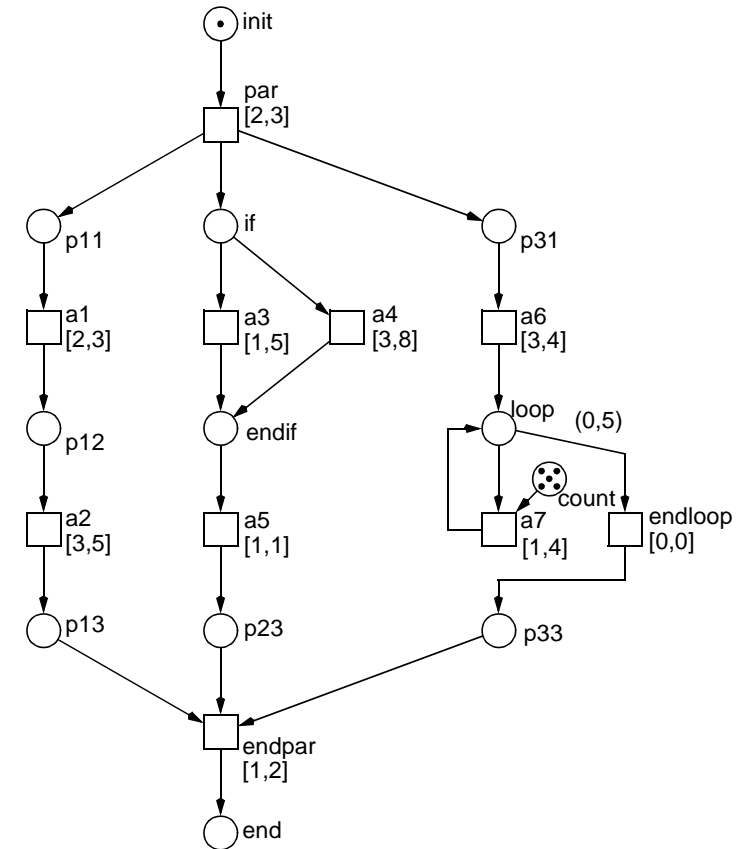 init
par
[2,3]
p11
if
p31
a1
[2,3]
a3
[1,5]
a4
[3,8]
a6
[3,4]
p12
endif
loop
(0,5)
count
a2
[3,5]
a5
[1,1]
a7
[1,4]
endloop
[0,0]
p13
p23
p33
endpar
[1,2]
end